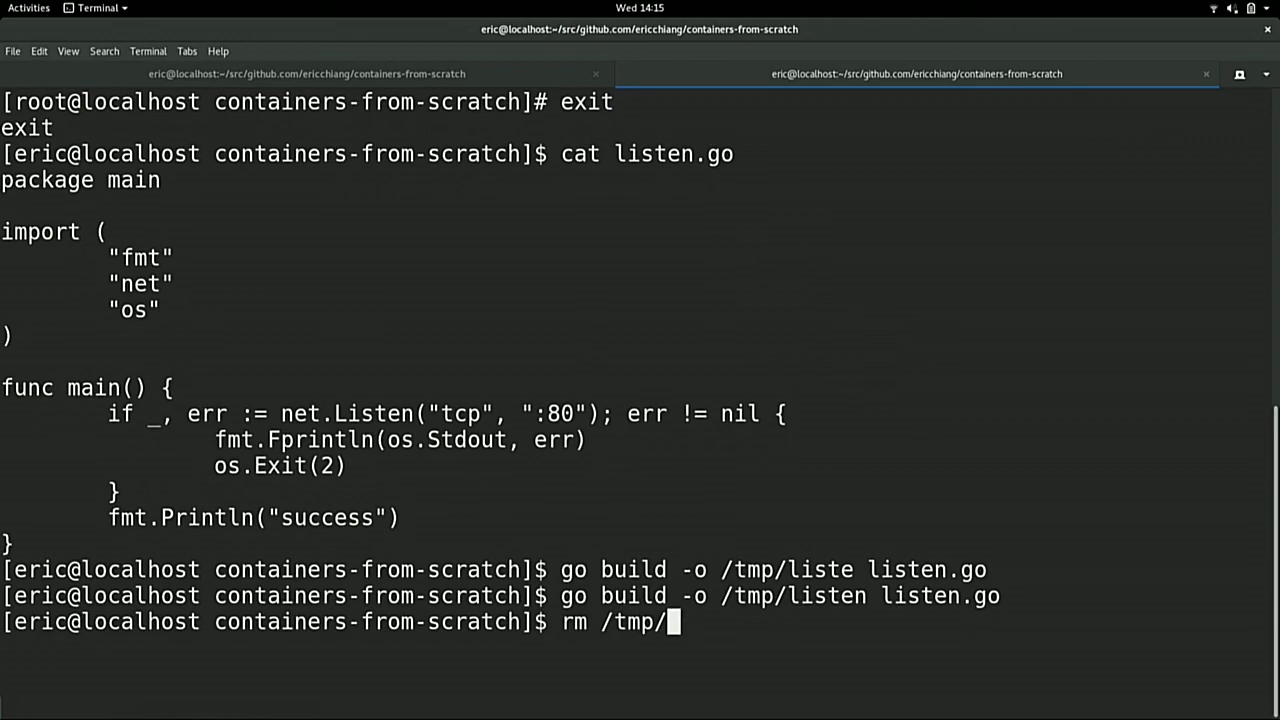 Activities Terminal Wed 14:15
eric@localhost:~/src/github.com/ericchiang/containers-from-scratch
File Edit View Search Terminal Tabs Help
eric@localhost:~/src/github.com/ericchiang/containers-from-scratch eric@localhost:~/src/github.com/ericchiang/containers-from-scratch
[root@localhost containers-from-scratch]# exit
exit
[eric@localhost containers-from-scratch]$ cat listen.go
package main
import (
"fmt"
"net"
"os"
)
func main() {
if _, err := net.Listen("tcp", ":80"); err != nil {
fmt.Fprintln(os.Stdout, err)
os.Exit(2)
}
fmt.Println("success")
}
[eric@localhost containers-from-scratch]$ go build -o /tmp/liste listen.go
[eric@localhost containers-from-scratch]$ go build -o /tmp/listen listen.go
[eric@localhost containers-from-scratch]$ rm /tmp/